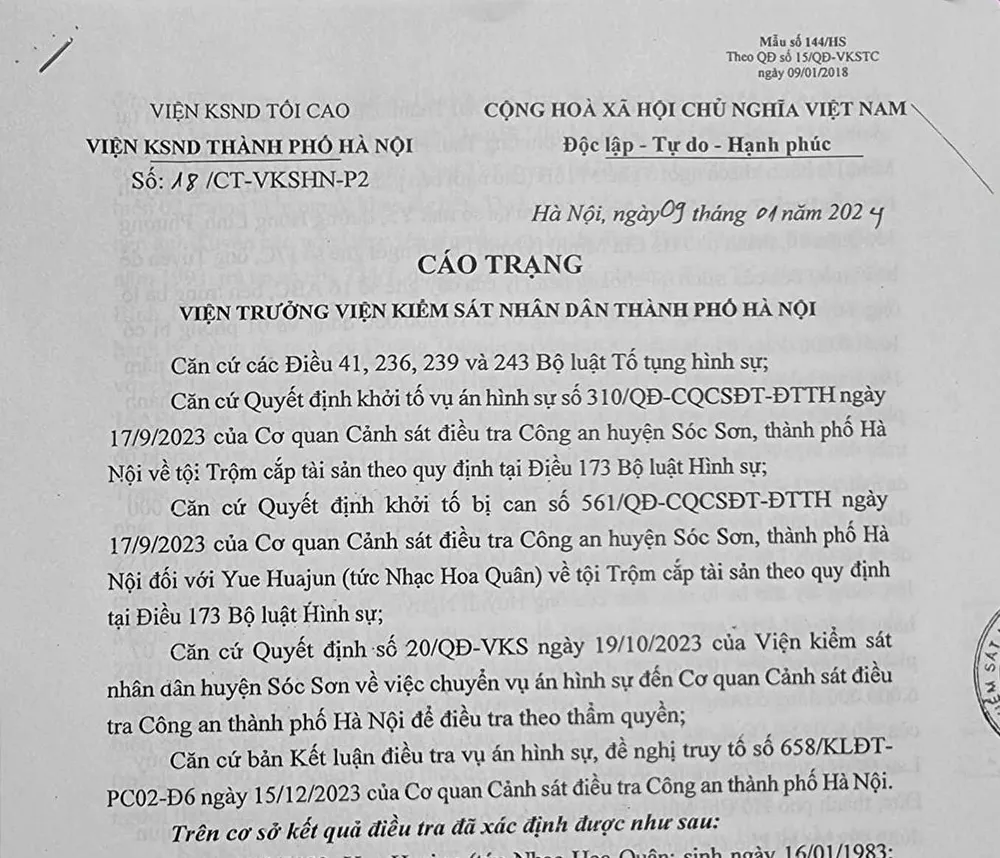 Mẫu số 144/HS
Theo QĐ số 15/QĐ-VKSTC
ngày 09/01/2018
VIỆN KSND TỐI CAO
VIỆN KSND THÀNH PHỐ HÀ NỘI
Số: 18 /CT-VKSHN-P2
CỘNG HOÀ XÃ HỘI CHỦ NGHĨA VIỆT NAM
Độc lập - Tự do - Hạnh phúc
Hà Nội, ngày 09 tháng 01 năm 2024
CÁO TRẠNG
VIỆN TRƯỞNG VIỆN KIỂM SÁT NHÂN DÂN THÀNH PHỐ HÀ NỘI
Căn cứ các Điều 41, 236, 239 và 243 Bộ luật Tố tụng hình sự;
Căn cứ Quyết định khởi tố vụ án hình sự số 310/QĐ-CQCSĐT-ĐTTH ngày
17/9/2023 của Cơ quan Cảnh sát điều tra Công an huyện Sóc Sơn, thành phố Hà
Nội về tội Trộm cắp tài sản theo quy định tại Điều 173 Bộ luật Hình sự;
Căn cứ Quyết định khởi tố bị can số 561/QĐ-CQCSĐT-ĐTTH ngày
17/9/2023 của Cơ quan Cảnh sát điều tra Công an huyện Sóc Sơn, thành phố Hà
Nội đối với Yue Huajun (tức Nhạc Hoa Quân) về tội Trộm cắp tài sản theo quy định
tại Điều 173 Bộ luật Hình sự;
Căn cứ Quyết định số 20/QĐ-VKS ngày 19/10/2023 của Viện kiểm sát
nhân dân huyện Sóc Sơn về việc chuyển vụ án hình sự đến Cơ quan Cảnh sát điều
tra Công an thành phố Hà Nội để điều tra theo thẩm quyền;
Căn cứ bản Kết luận điều tra vụ án hình sự, đề nghị truy tố số 658/KLĐT-
PC02-Đ6 ngày 15/12/2023 của Cơ quan Cảnh sát điều tra Công an thành phố Hà Nội.
Trên cơ sở kết quả điều tra đã xác định được như sau:
Nhạc Hoa Quân; sinh ngày 16/01/1983;